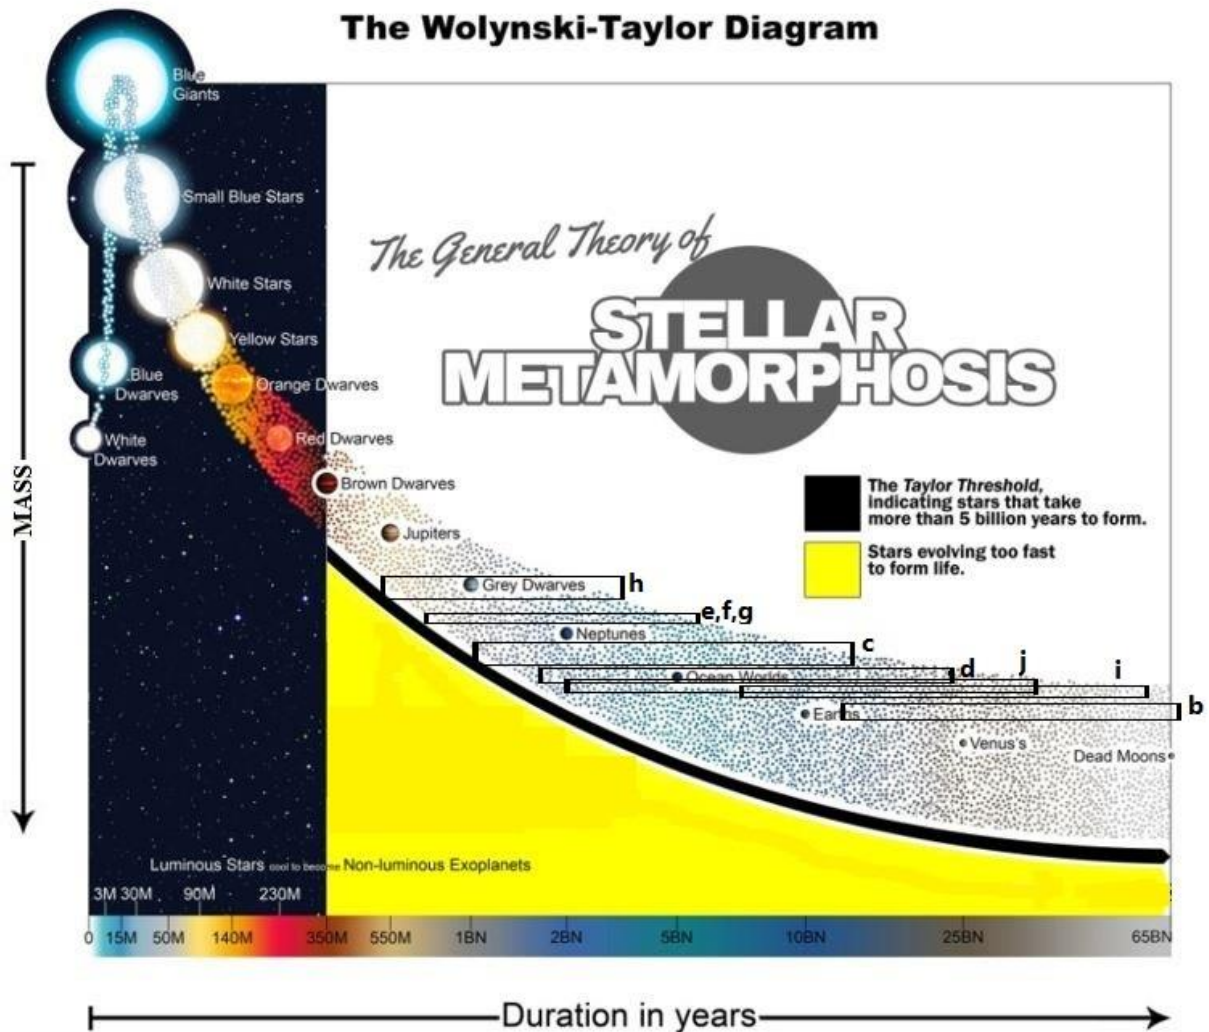 The Wolynski-Taylor Diagram
Blue
Giants
Small Blue Stars
The General Theory of
STELLAR
METAMORPHOSIS
White Stars
Yellow Stars
Blue
Dwarves
Orange Dwarves
White
Dwarves
Red Dwarves
Brown Dwarves
MASS
The Taylor Threshold,
indicating stars that take
more than 5 billion years to form.
Jupiters
Stars evolving too fast
to form life.
Grey Dwarves
h
e,f,g
Neptunes
c
Ocean Worlds
d
j
i
b
Earths
Venus's
Dead Moons
Luminous Stars cool to become Non-luminous Exoplanets
3M 30M 90M 230M
0 15M 50M 140M 350M 550M 1BN 2BN 5BN 10BN 25BN 65BN
Duration in years